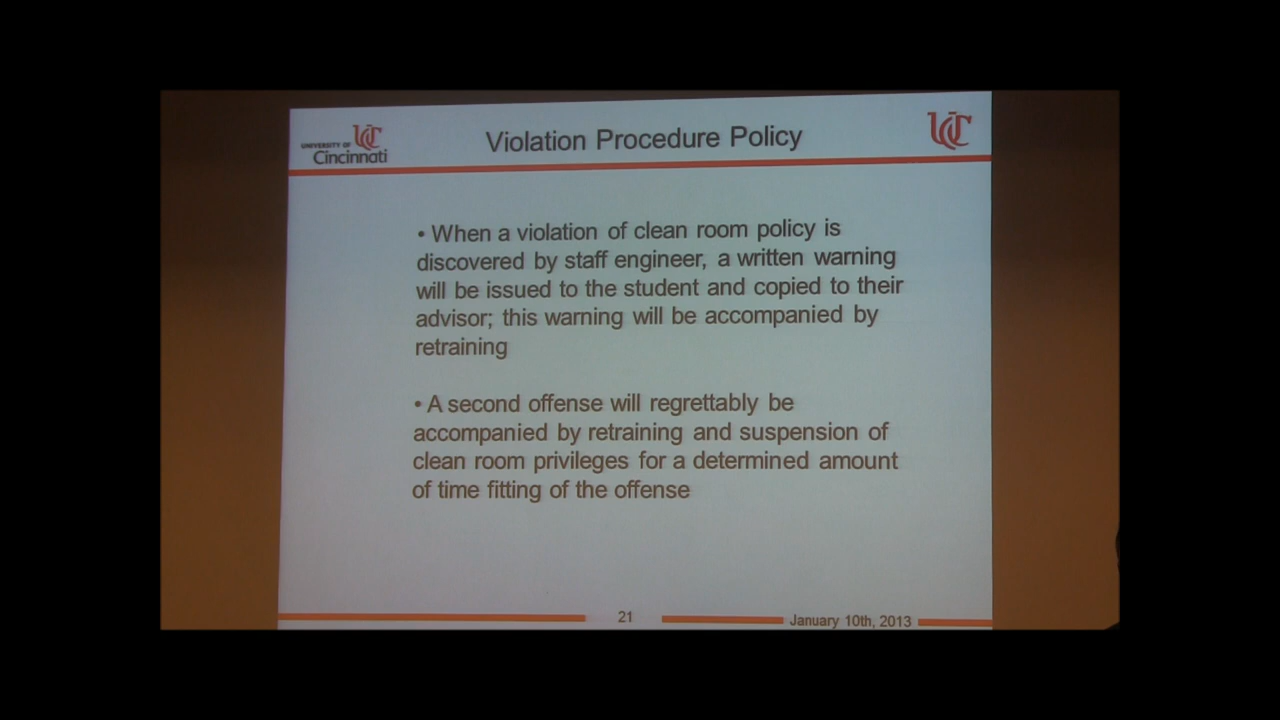 UNIVERSITY OF
Cincinnati
UC
Violation Procedure Policy
UC
• When a violation of clean room policy is
discovered by staff engineer, a written warning
will be issued to the student and copied to their
advisor; this warning will be accompanied by
retraining
• A second offense will regrettably be
accompanied by retraining and suspension of
clean room privileges for a determined amount
of time fitting of the offense
21
January 10th, 2013